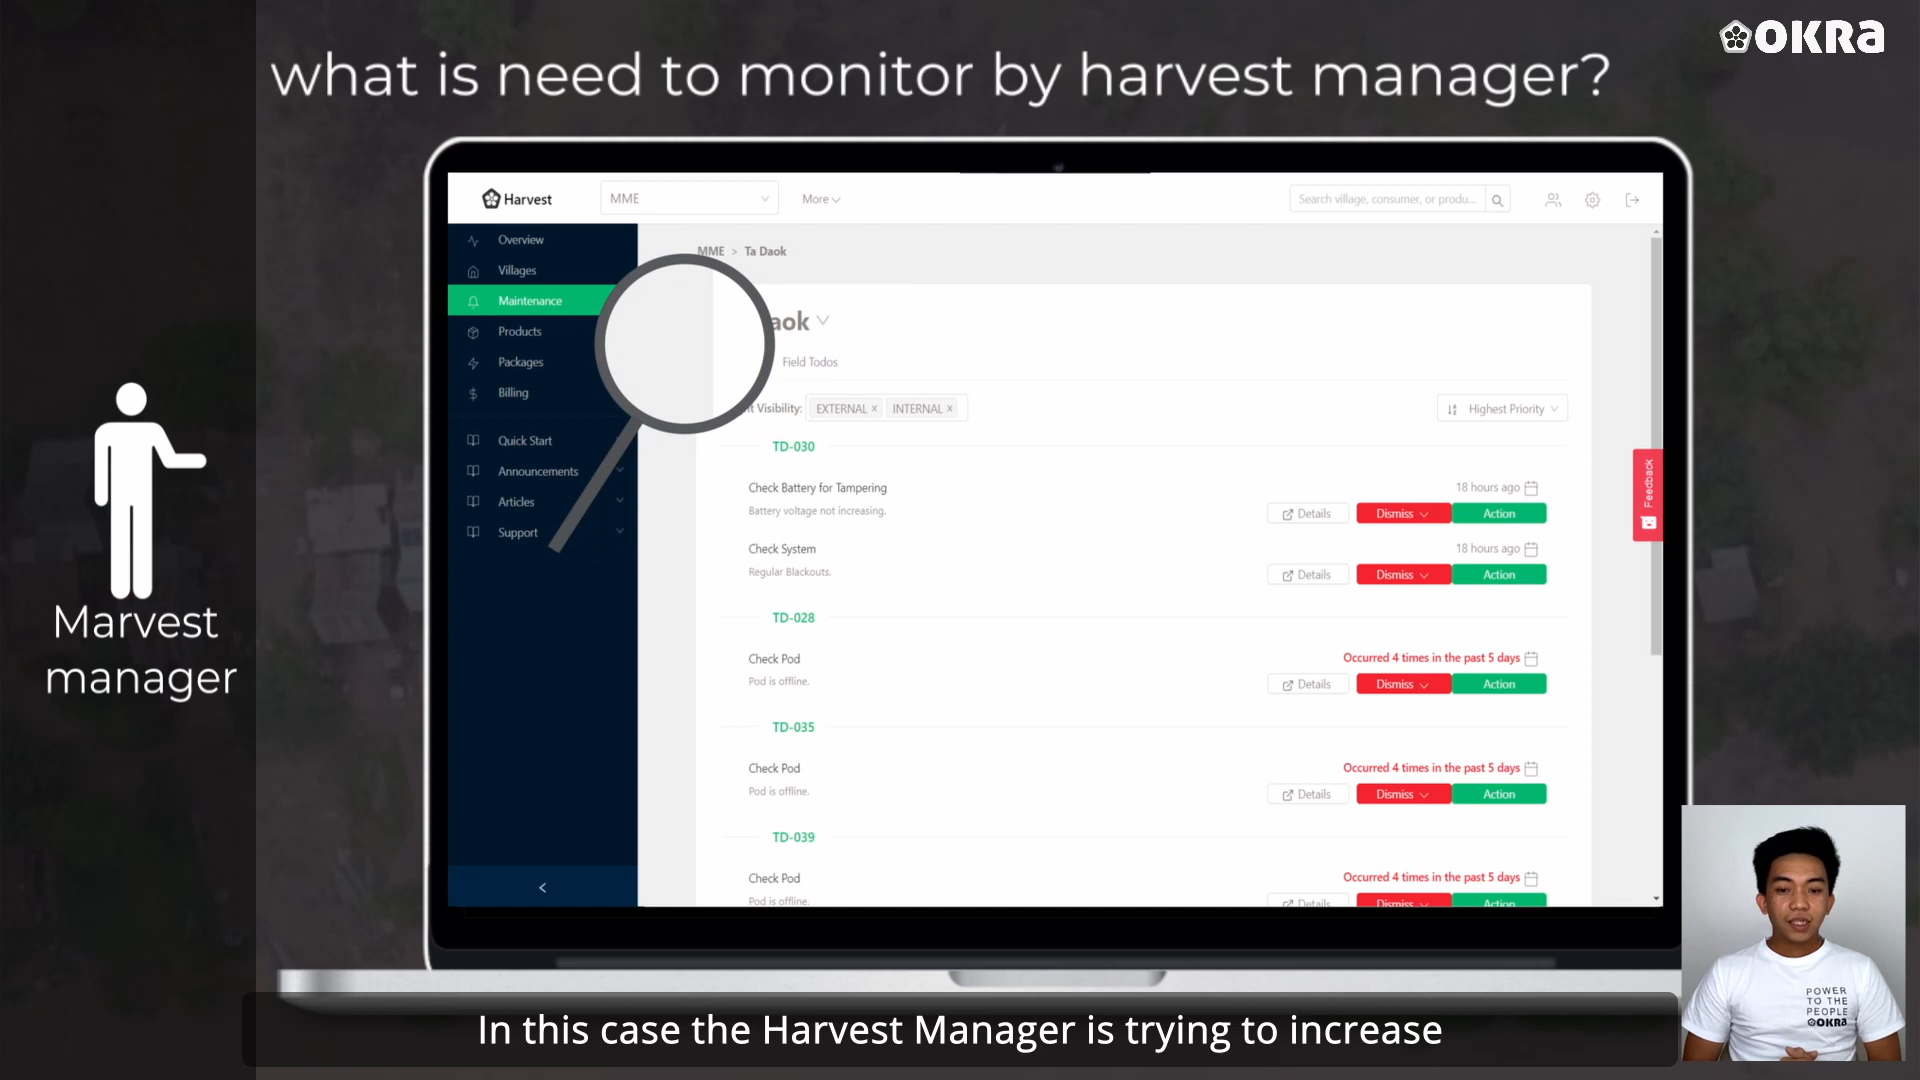 OKRa
what is need to monitor by harvest manager?
Harvest
MME
More
Search village, consumer, or produ...
Overview
Villages
Maintenance
Products
Packages
Billing
Quick Start
Announcements
Articles
Support
MME > Ta Daok
aok
Field Todos
t Visibility: EXTERNAL × INTERNAL ×
Highest Priority
TD-030
Check Battery for Tampering
18 hours ago
Battery voltage not increasing.
Details Dismiss Action
Check System
18 hours ago
Regular Blackouts.
Details Dismiss Action
TD-028
Check Pod
Occurred 4 times in the past 5 days
Pod is offline.
Details Dismiss Action
TD-035
Check Pod
Occurred 4 times in the past 5 days
Pod is offline.
Details Dismiss Action
TD-039
Check Pod
Occurred 4 times in the past 5 days
Pod is offline.
Details Dismiss Action
Feedback
Marvest
manager
POWER
TO THE
PEOPLE
OKRa
In this case the Harvest Manager is trying to increase